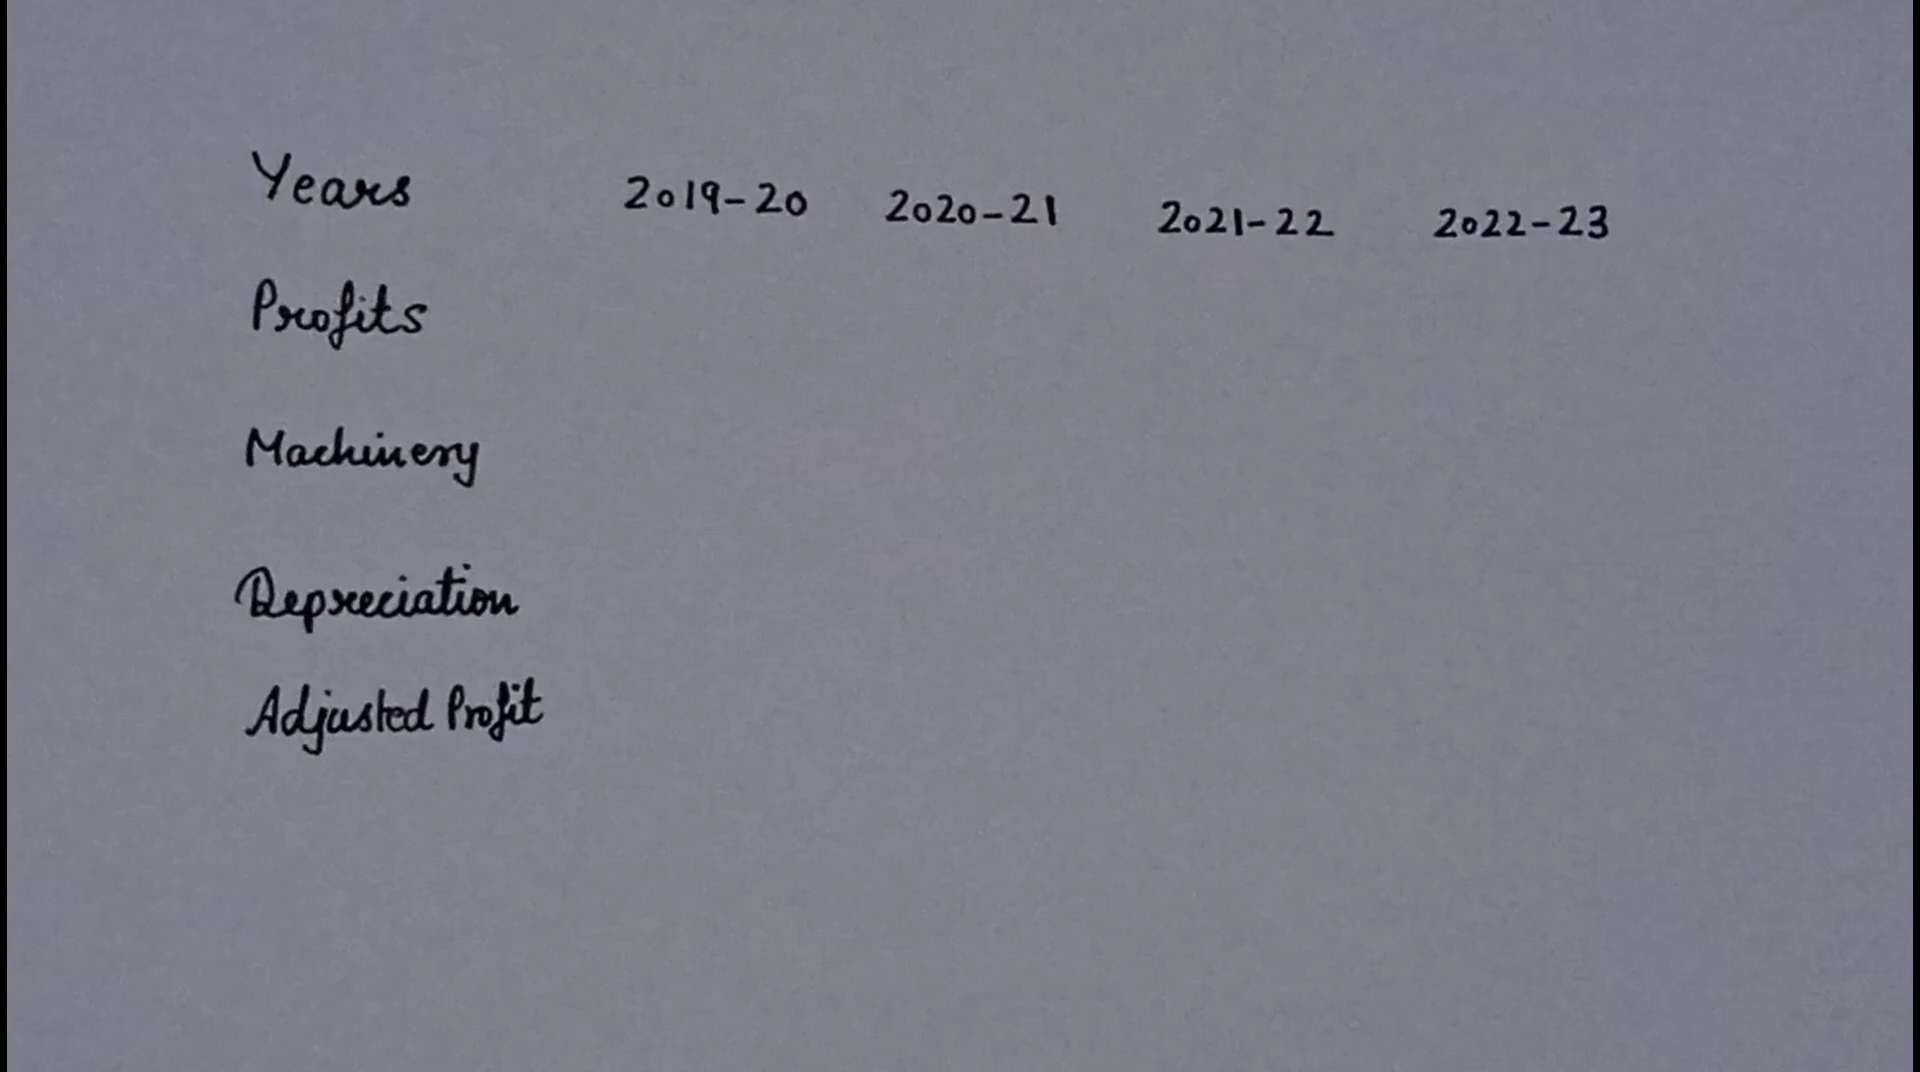 Years 2019-20 2020-21 2021-22 2022-23
Profits
Machinery
Depreciation
Adjusted Profit